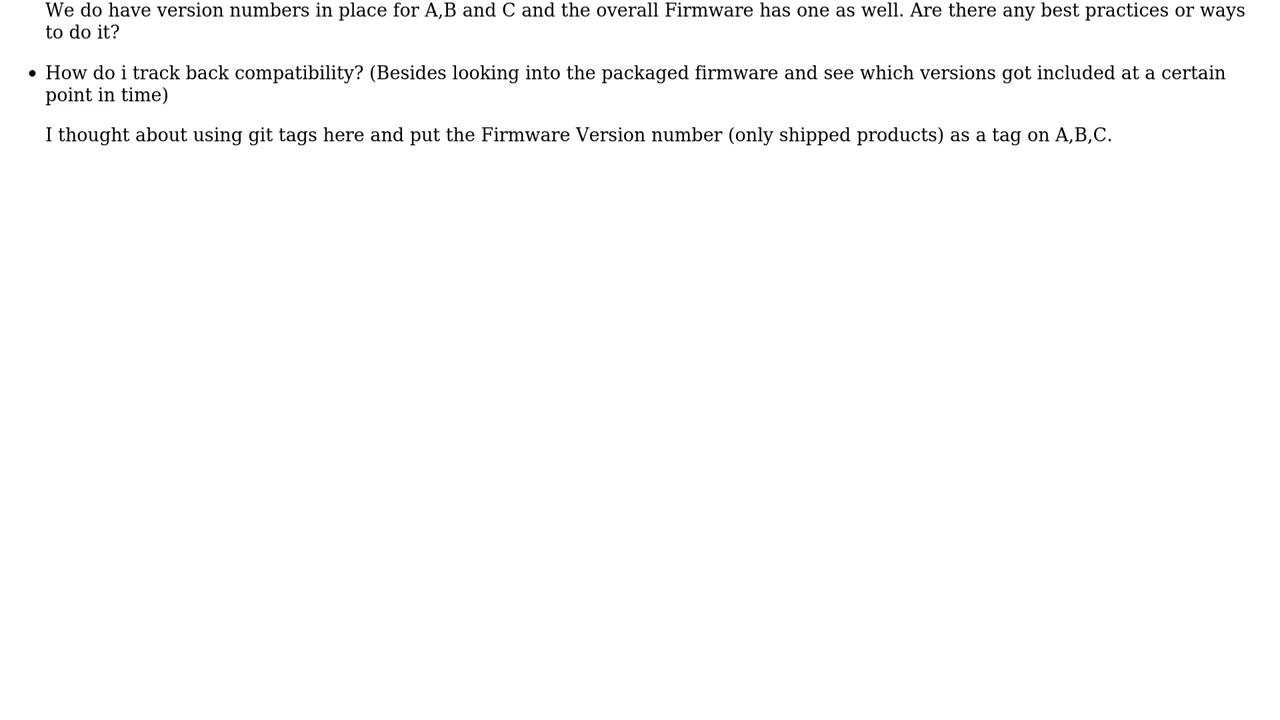 We do have version numbers in place for A,B and C and the overall Firmware has one as well. Are there any best practices or ways
to do it?
• How do i track back compatibility? (Besides looking into the packaged firmware and see which versions got included at a certain
point in time)
I thought about using git tags here and put the Firmware Version number (only shipped products) as a tag on A,B,C.